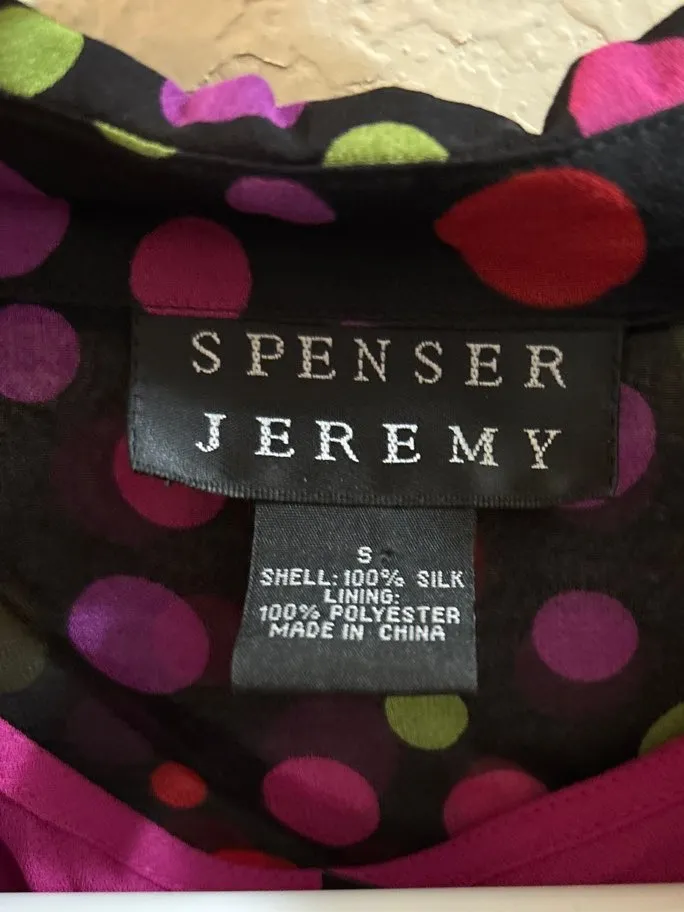 SPENSER
JEREMY
S
SHELL: 100% SILK
LINING:
100% POLYESTER
MADE IN CHINA